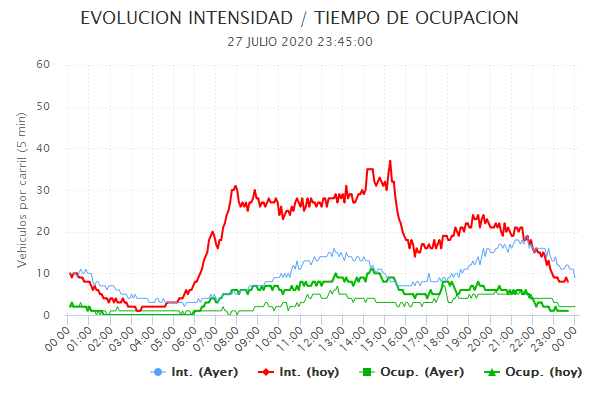 EVOLUCION INTENSIDAD / TIEMPO DE OCUPACION
27 JULIO 2020 23:45:00
Vehículos por carril (5 min)
60
50
40
30
20
10
0
00:00 01:00 02:00 03:00 04:00 05:00 06:00 07:00 08:00 09:00 10:00 11:00 12:00 13:00 14:00 15:00 16:00 17:00 18:00 19:00 20:00 21:00 22:00 23:00 00:00
Int. (Ayer) Int. (hoy) Ocup. (Ayer) Ocup. (hoy)